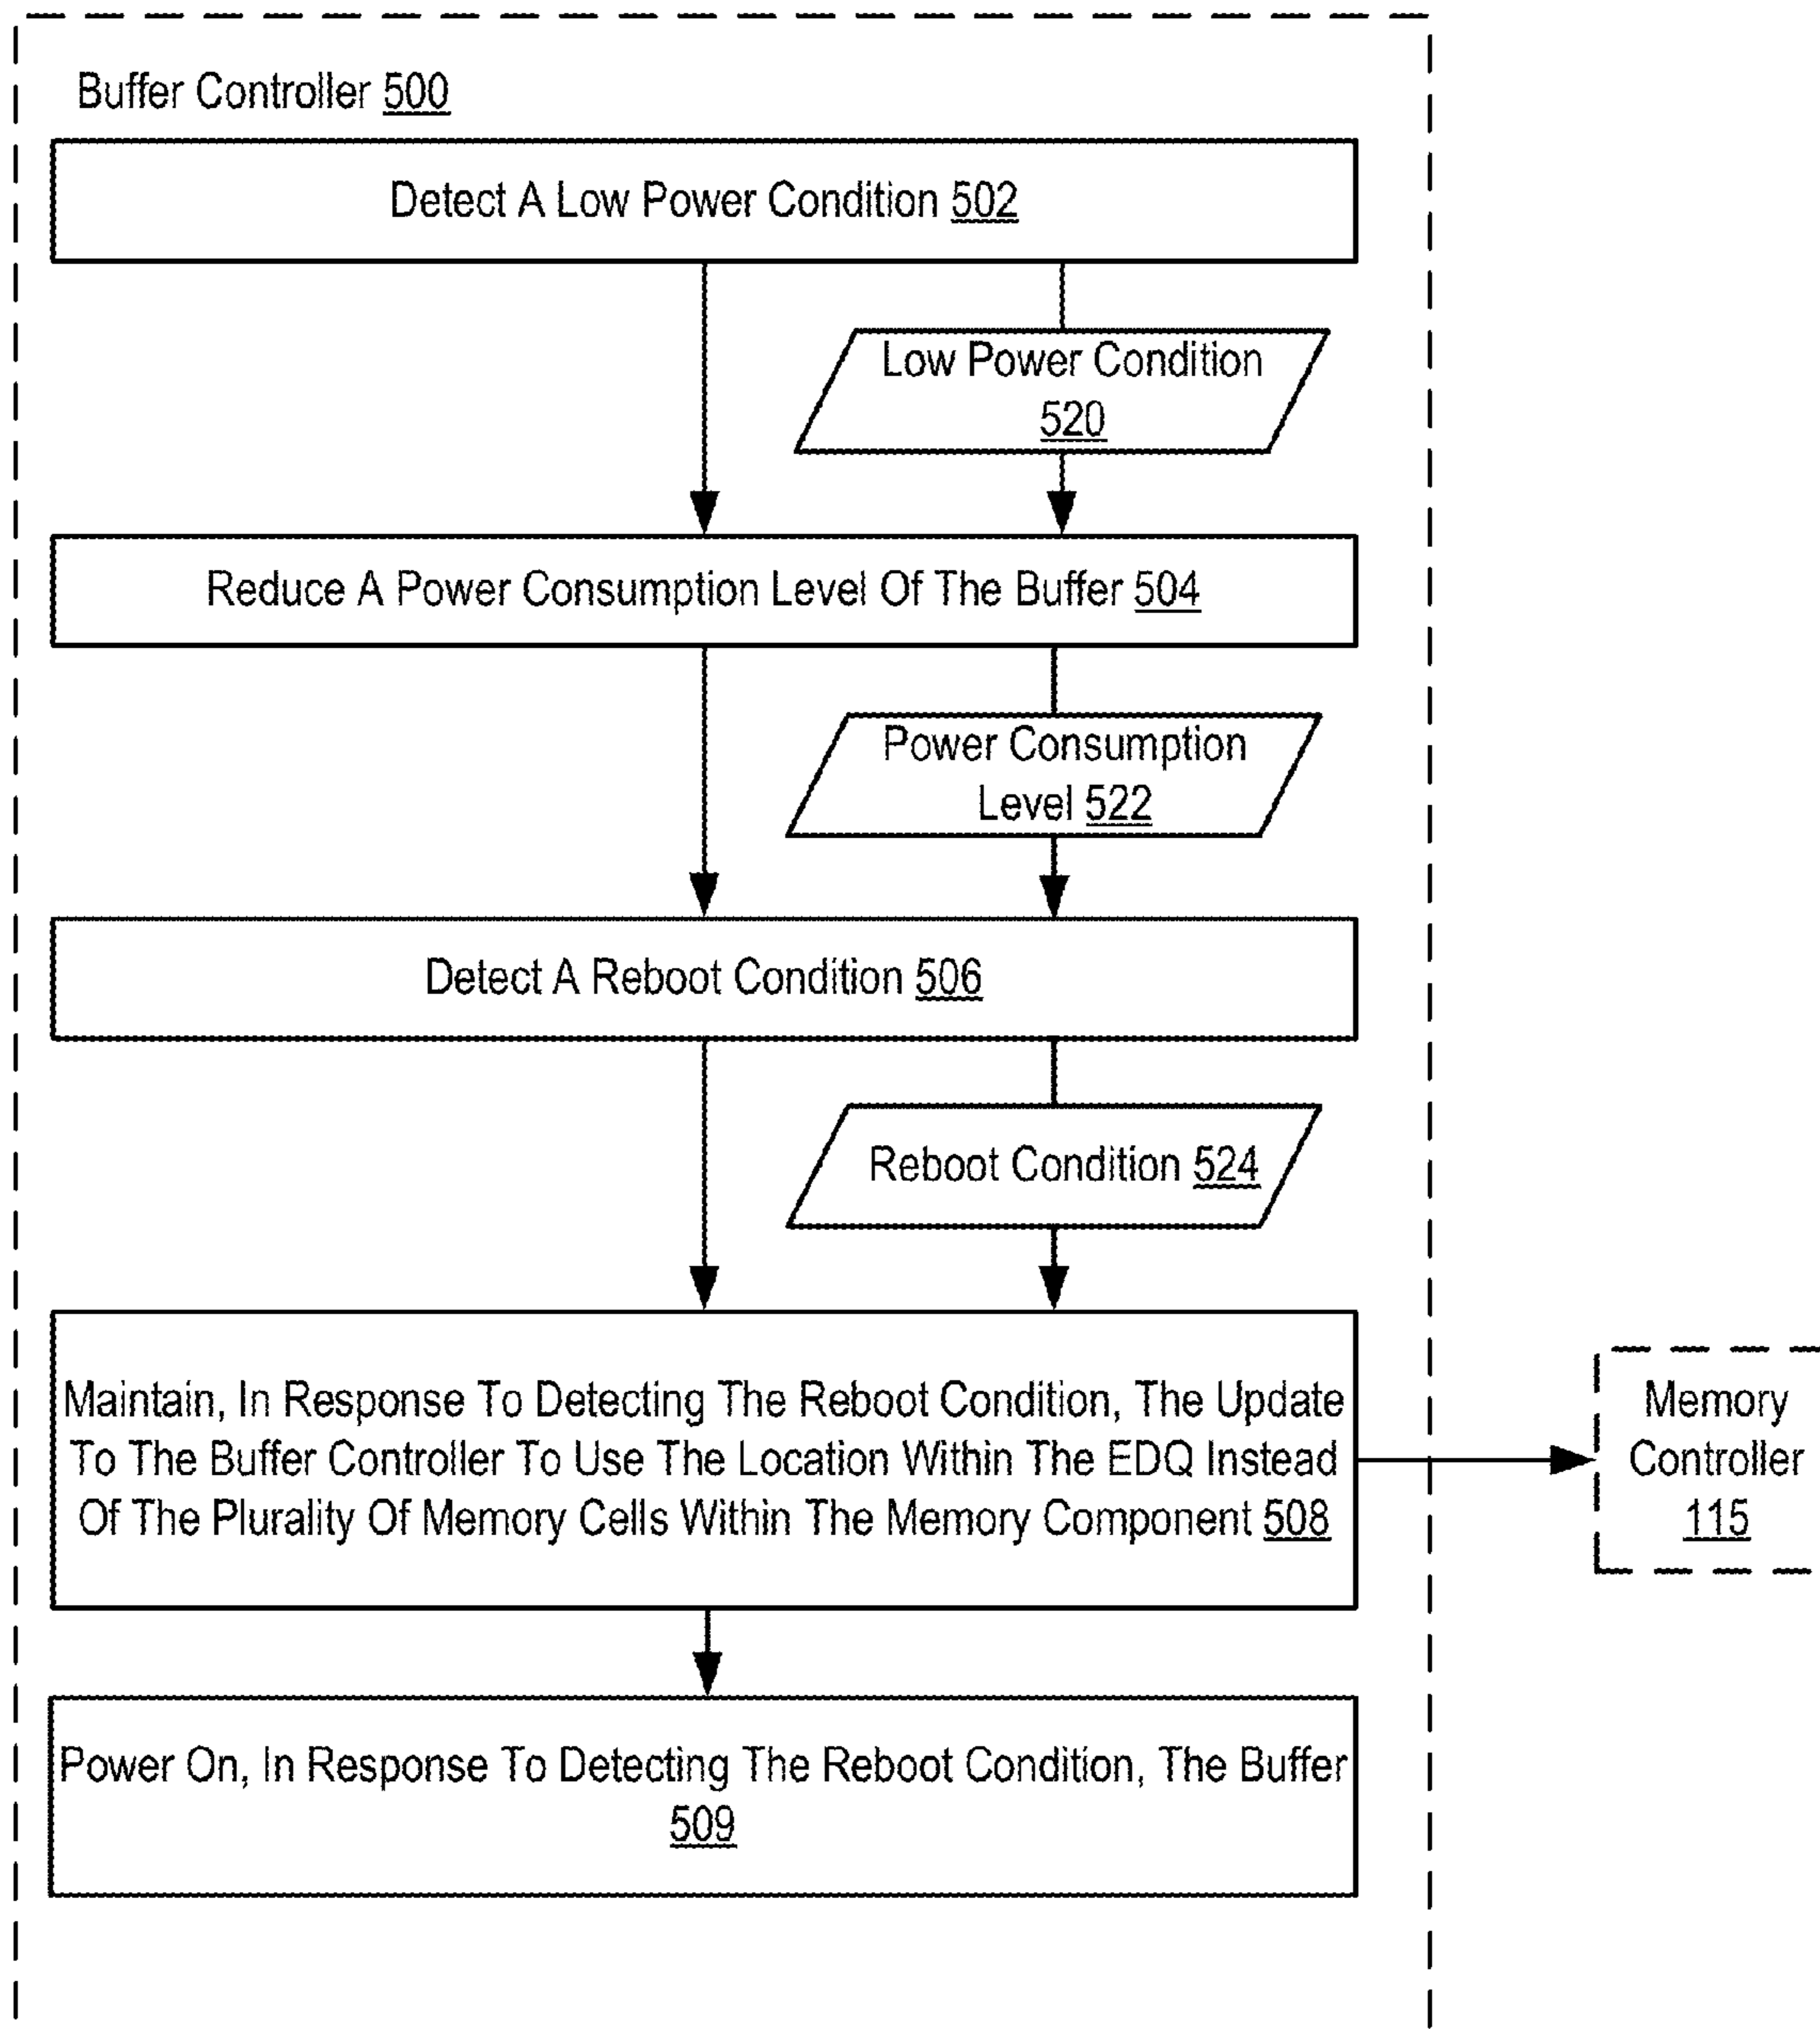 Buffer Controller 500
Detect A Low Power Condition 502
Low Power Condition
520
Reduce A Power Consumption Level Of The Buffer 504
Power Consumption
Level 522
Detect A Reboot Condition 506
Reboot Condition 524
Maintain, In Response To Detecting The Reboot Condition, The Update
To The Buffer Controller To Use The Location Within The EDQ Instead
Of The Plurality Of Memory Cells Within The Memory Component 508
Memory
Controller
115
Power On, In Response To Detecting The Reboot Condition, The Buffer
509